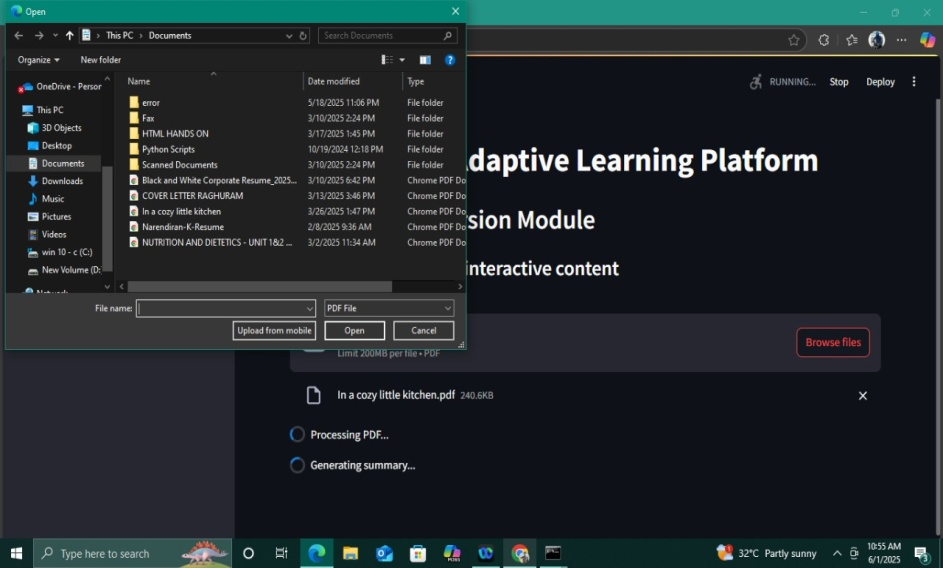 Open
This PC > Documents
Search Documents
Organize
New folder
OneDrive - Person
This PC
3D Objects
Desktop
Documents
Downloads
Music
Pictures
Videos
win 10 - c (C:)
New Volume (D:
Name Date modified Type
error 5/18/2025 11:06 PM File folder
Fax 3/10/2025 2:24 PM File folder
HTML HANDS ON 3/17/2025 1:45 PM File folder
Python Scripts 10/19/2024 12:18 PM File folder
Scanned Documents 3/10/2025 2:24 PM File folder
Black and White Corporate Resume_2025... 3/10/2025 6:42 PM Chrome PDF Do
COVER LETTER RAGHURAM 3/13/2025 3:46 PM Chrome PDF Do
In a cozy little kitchen 3/26/2025 1:47 PM Chrome PDF Do
Narendiran-K-Resume 2/8/2025 9:36 AM Chrome PDF Do
NUTRITION AND DIETETICS - UNIT 1&2 ... 3/2/2025 11:34 AM Chrome PDF Do
File name:
PDF File
Upload from mobile
Open
Cancel
RUNNING...
Stop
Deploy
daptive Learning Platform
sion Module
interactive content
Limit 200MB per file • PDF
Browse files
In a cozy little kitchen.pdf 240.6KB
Processing PDF...
Generating summary...
Type here to search
32°C Partly sunny
10:55 AM
6/1/2025
3